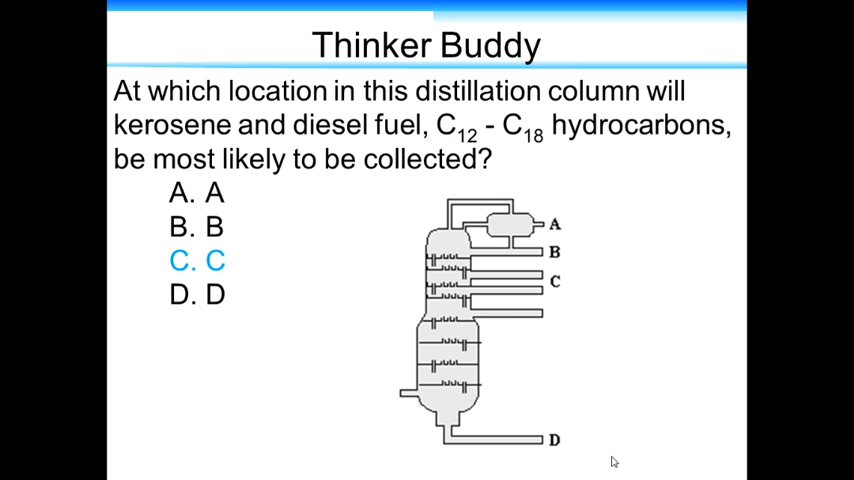 Thinker Buddy
At which location in this distillation column will
kerosene and diesel fuel, C12 - C18 hydrocarbons,
be most likely to be collected?
A. A
B. B
C. C
D. D
A
B
C
D